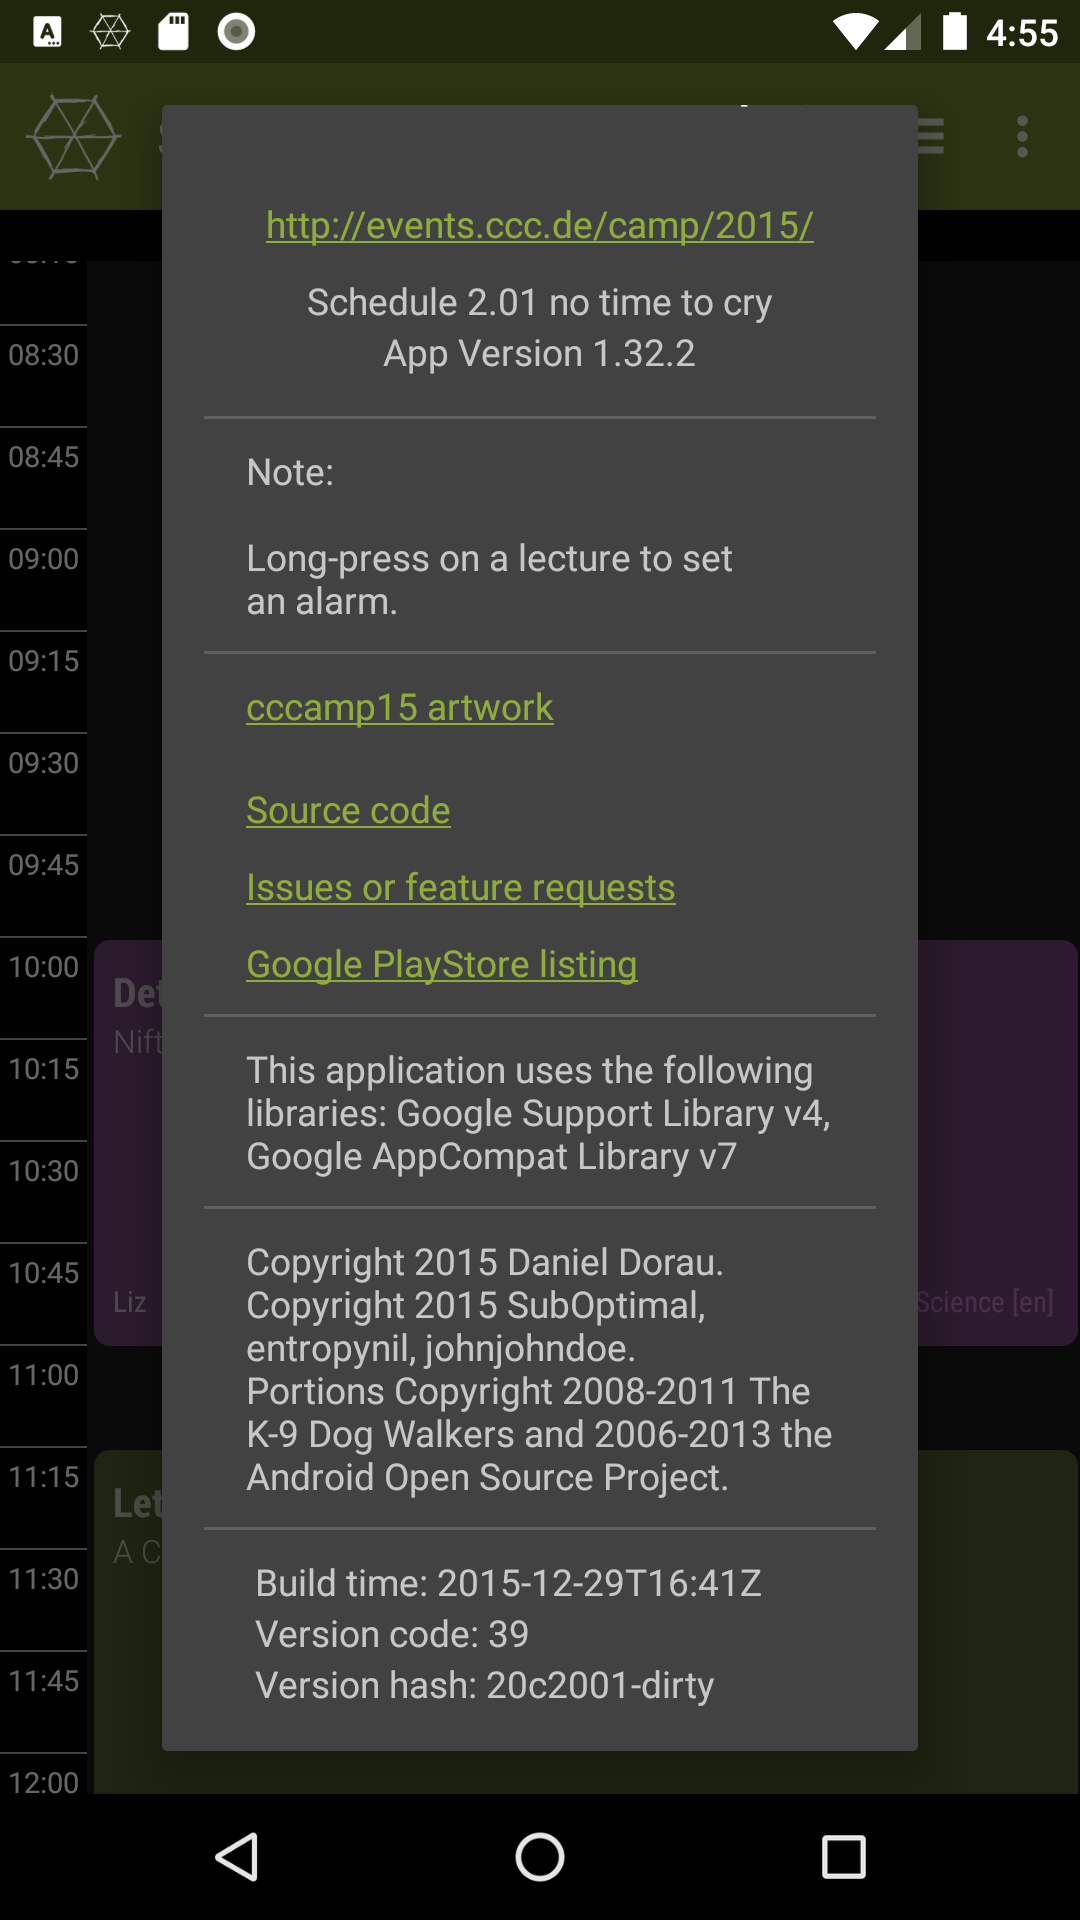 4:55
http://events.ccc.de/camp/2015/
Schedule 2.01 no time to cry
App Version 1.32.2
08:30
08:45
Note:
09:00
Long-press on a lecture to set
an alarm.
09:15
cccamp15 artwork
09:30
Source code
09:45
Issues or feature requests
10:00
Google PlayStore listing
10:15
This application uses the following
libraries: Google Support Library v4,
Google AppCompat Library v7
10:30
10:45
Liz
Science [en]
Copyright 2015 Daniel Dorau.
Copyright 2015 SubOptimal,
entropynil, johnjohndoe.
Portions Copyright 2008-2011 The
K-9 Dog Walkers and 2006-2013 the
Android Open Source Project.
11:00
11:15
11:30
Build time: 2015-12-29T16:41Z
Version code: 39
Version hash: 20c2001-dirty
11:45
12:00